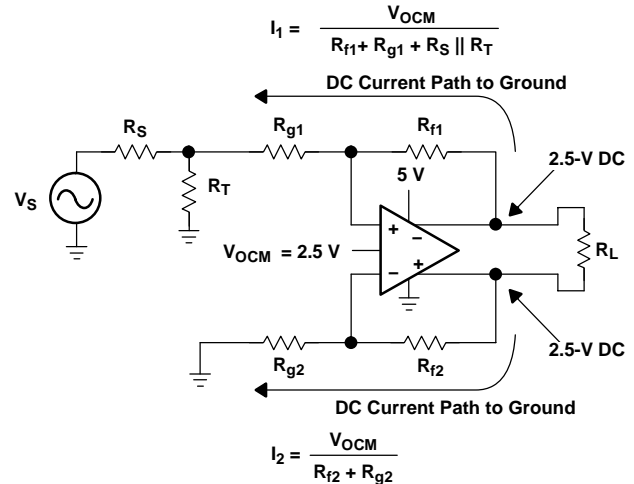 I1 = VOCM / Rf1+ Rg1 + RS || RT
DC Current Path to Ground
RS
Rg1
Rf1
2.5-V DC
5 V
RT
VS
+
−
VOCM = 2.5 V
RL
−
+
Rg2
Rf2
2.5-V DC
DC Current Path to Ground
I2 = VOCM / Rf2 + Rg2